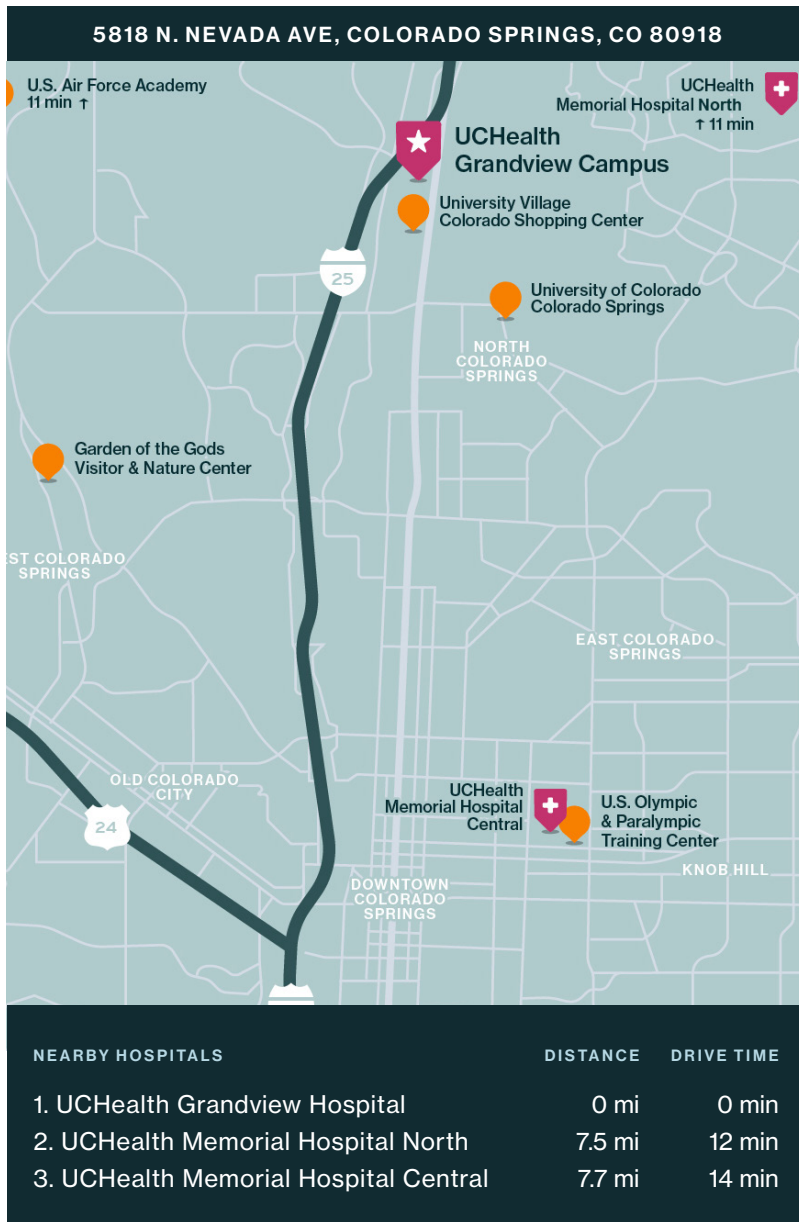 5818 N. NEVADA AVE, COLORADO SPRINGS, CO 80918
U.S. Air Force Academy
11 min ↑
UCHealth
Memorial Hospital North
↑ 11 min
UCHealth
Grandview Campus
University Village
Colorado Shopping Center
25
University of Colorado
Colorado Springs
NORTH
COLORADO
SPRINGS
Garden of the Gods
Visitor & Nature Center
EST COLORADO
SPRINGS
EAST COLORADO
SPRINGS
OLD COLORADO
CITY
24
UCHealth
Memorial Hospital
Central
U.S. Olympic
& Paralympic
Training Center
KNOB HILL
DOWNTOWN
COLORADO
SPRINGS
NEARBY HOSPITALS DISTANCE DRIVE TIME
1. UCHealth Grandview Hospital 0 mi 0 min
2. UCHealth Memorial Hospital North 7.5 mi 12 min
3. UCHealth Memorial Hospital Central 7.7 mi 14 min